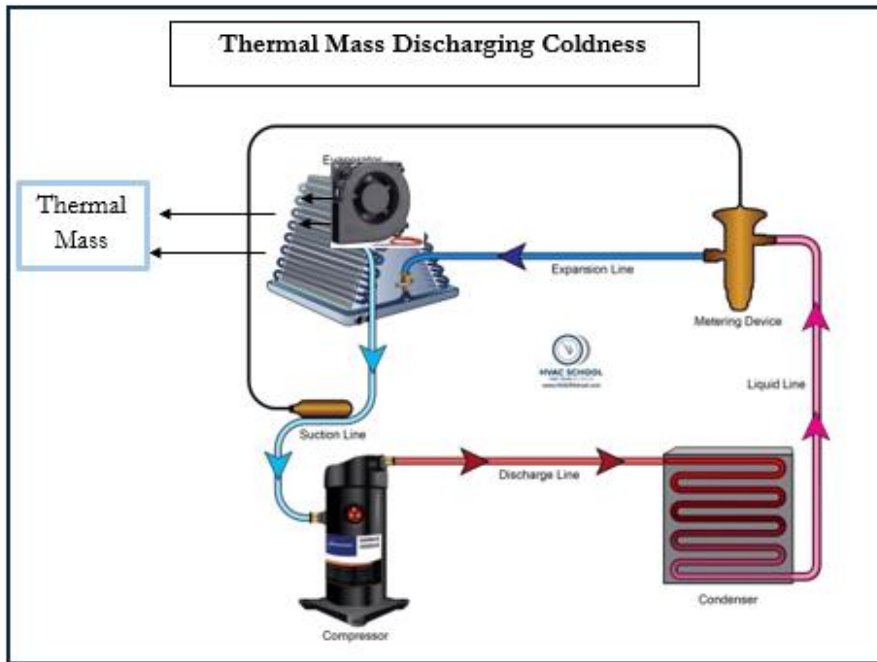 Thermal Mass Discharging Coldness
Evaporator
Thermal
Mass
Expansion Line
Metering Device
HVAC SCHOOL
Liquid Line
Suction Line
Discharge Line
Condenser
Compressor